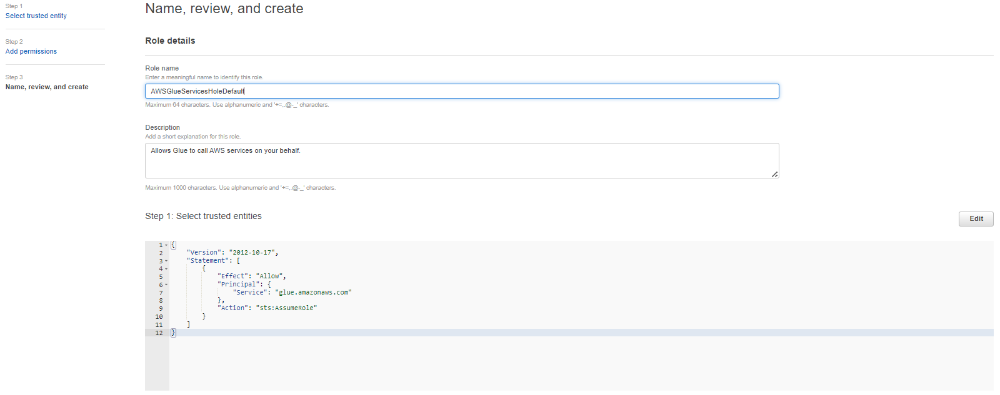 Step 1
Select trusted entity
Step 2
Add permissions
Step 3
Name, review, and create
Name, review, and create
Role details
Role name
Enter a meaningful name to identify this role.
AWSGlueServicesHoleDefault
Maximum 64 characters. Use alphanumeric and '+=,.@-_' characters.
Description
Add a short explanation for this role.
Allows Glue to call AWS services on your behalf.
Maximum 1000 characters. Use alphanumeric and '+=,.@-_' characters.
Step 1: Select trusted entities
Edit
1 {
2 "Version": "2012-10-17",
3 "Statement": [
4 {
5 "Effect": "Allow",
6 "Principal": {
7 "Service": "glue.amazonaws.com"
8 },
9 "Action": "sts:AssumeRole"
10 }
11 ]
12 }